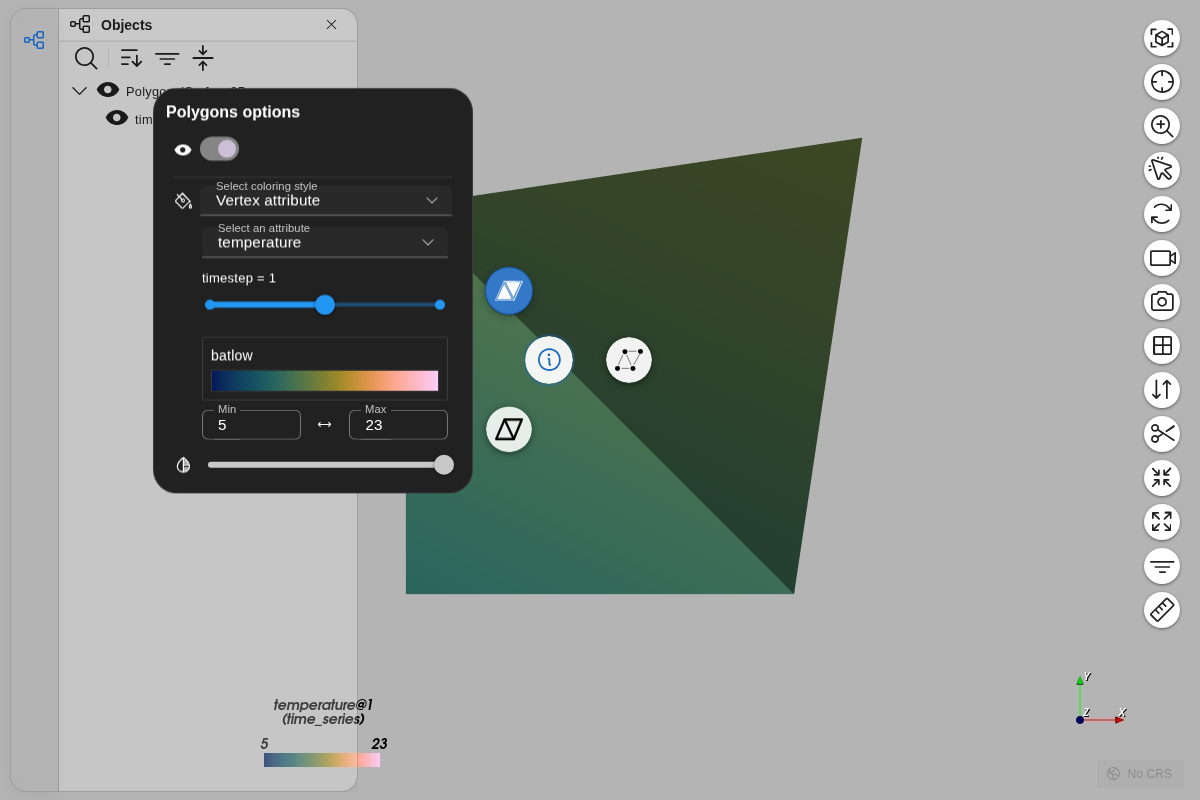 Objects
Polygons options
tim
Select coloring style
Vertex attribute
Select an attribute
temperature
timestep = 1
batlow
Min
5
Max
23
temperature@1
(time_series)
5
23
Y
Z
X
No CRS